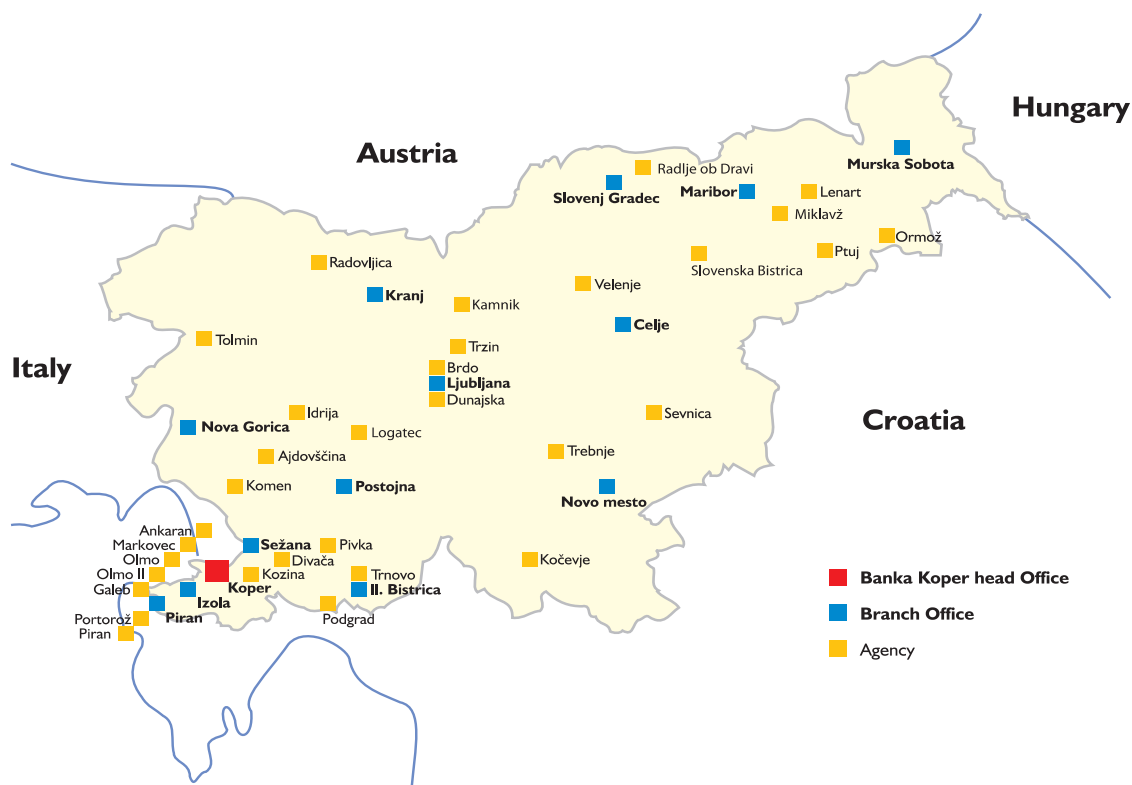 Hungary
Austria
Murska Sobota
Radlje ob Dravi
Slovenj Gradec
Maribor
Lenart
Miklavž
Ormož
Ptuj
Slovenska Bistrica
Radovljica
Velenje
Kranj
Kamnik
Celje
Tolmin
Trzin
Italy
Brdo
Ljubljana
Dunajska
Idrija
Sevnica
Croatia
Nova Gorica
Logatec
Trebnje
Ajdovščina
Komen
Postojna
Novo mesto
Ankaran
Markovec
Sežana
Pivka
Olmo
Divača
Kočevje
Olmo II
Koper
Kozina
Trnovo
Galeb
Izola
Il. Bistrica
Piran
Portorož
Podgrad
Piran
Banka Koper head Office
Branch Office
Agency